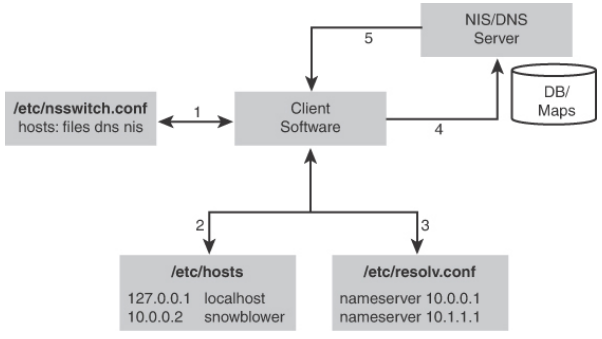 NIS/DNS
Server
5
DB/
Maps
/etc/nsswitch.conf
hosts: files dns nis
1
Client
Software
4
2
3
/etc/hosts
127.0.0.1 localhost
10.0.0.2 snowblower
/etc/resolv.conf
nameserver 10.0.0.1
nameserver 10.1.1.1